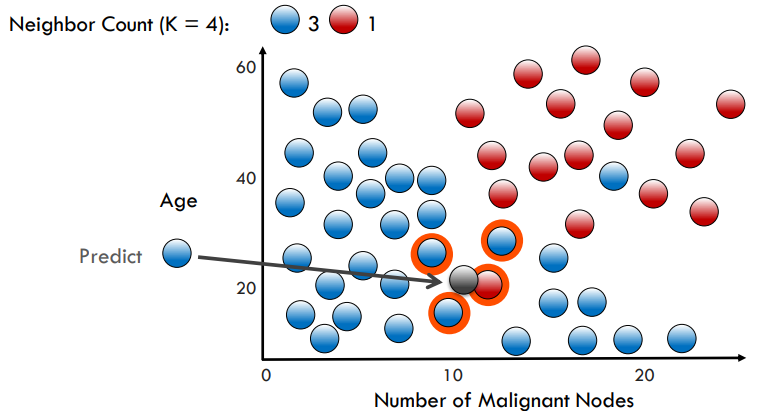 Neighbor Count (K = 4): 3 1
60
40
Age
Predict
20
0 10 20
Number of Malignant Nodes